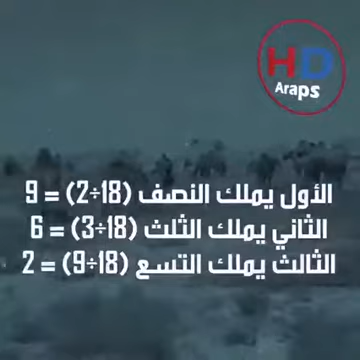 HD
Araps
الأول يملك النصف (18÷2) = 9
الثاني يملك الثلث (18÷3) = 6
الثالث يملك التسع (18÷9) = 2